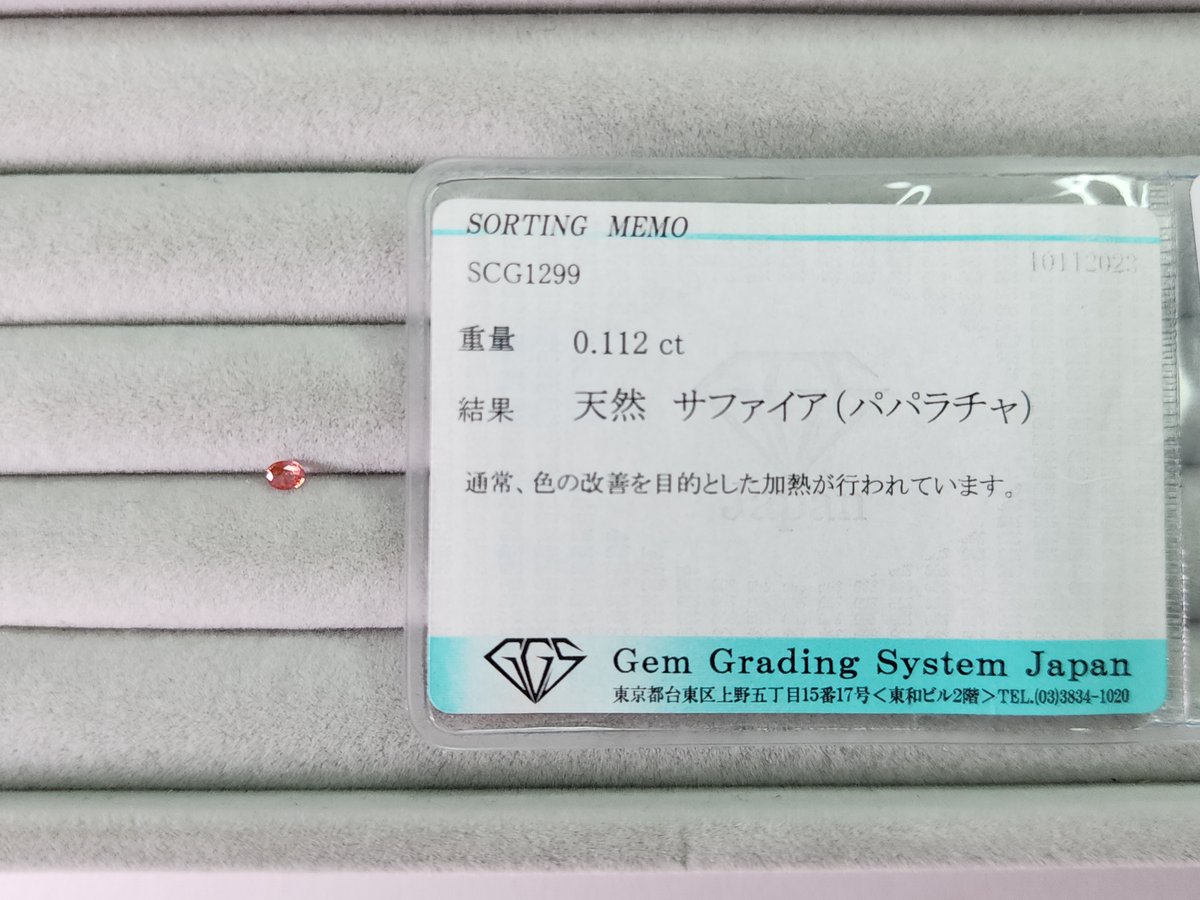 SORTING MEMO
SCG1299
10112023
重量 0.112 ct
結果 天然 サファイア(パパラチャ)
通常、色の改善を目的とした加熱が行われています。
Japan
GGS
Gem Grading System Japan
東京都台東区上野五丁目15番17号<東和ビル2階>TEL.(03)3834-1020